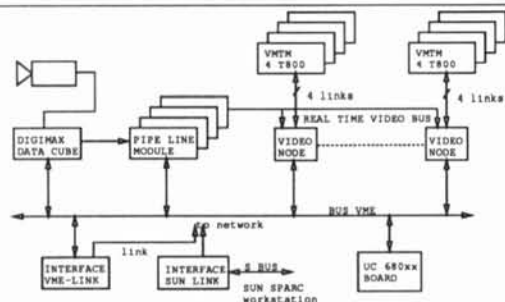 VMTM
4 T800
VMTM
4 T800
4 links
4 links
REAL TIME VIDEO BUS
DIGIMAX
DATA CUBE
PIPE LINE
MODULE
VIDEO
NODE
VIDEO
NODE
BUS VME
to network
link
INTERFACE
VME-LINK
INTERFACE
SUN LINK
S BUS
SUN SPARC
workstation
UC 680xx
BOARD